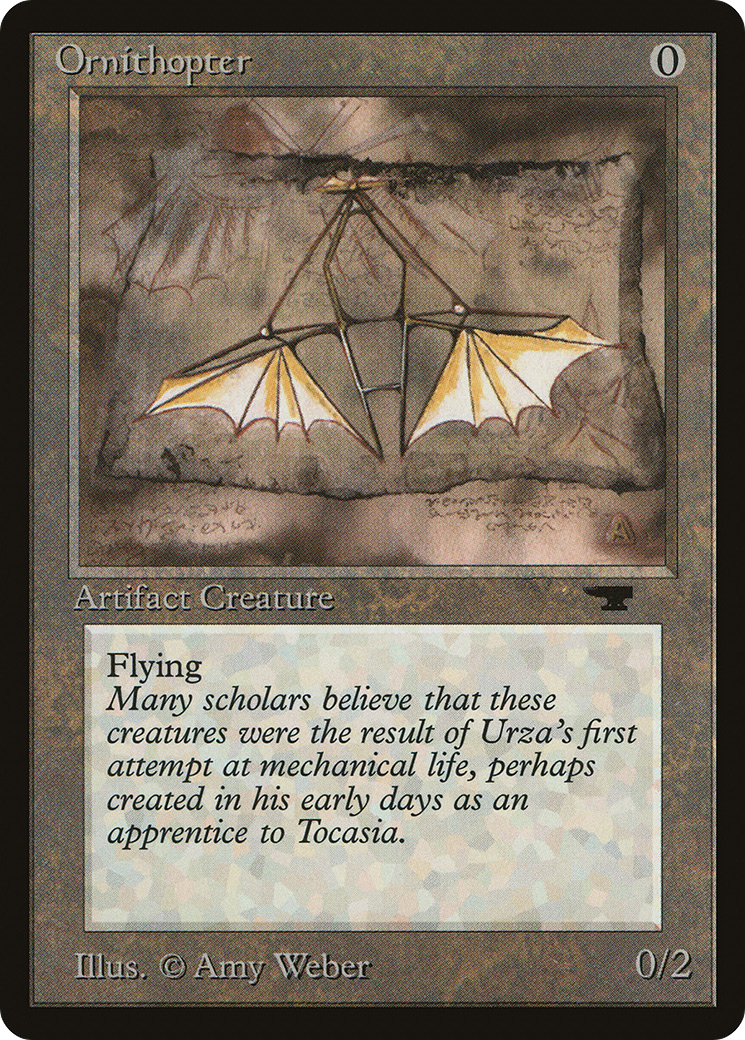 Ornithopter
0
A
Artifact Creature
Flying
Many scholars believe that these
creatures were the result of Urza's first
attempt at mechanical life, perhaps
created in his early days as an
apprentice to Tocasia.
Illus. © Amy Weber
0/2